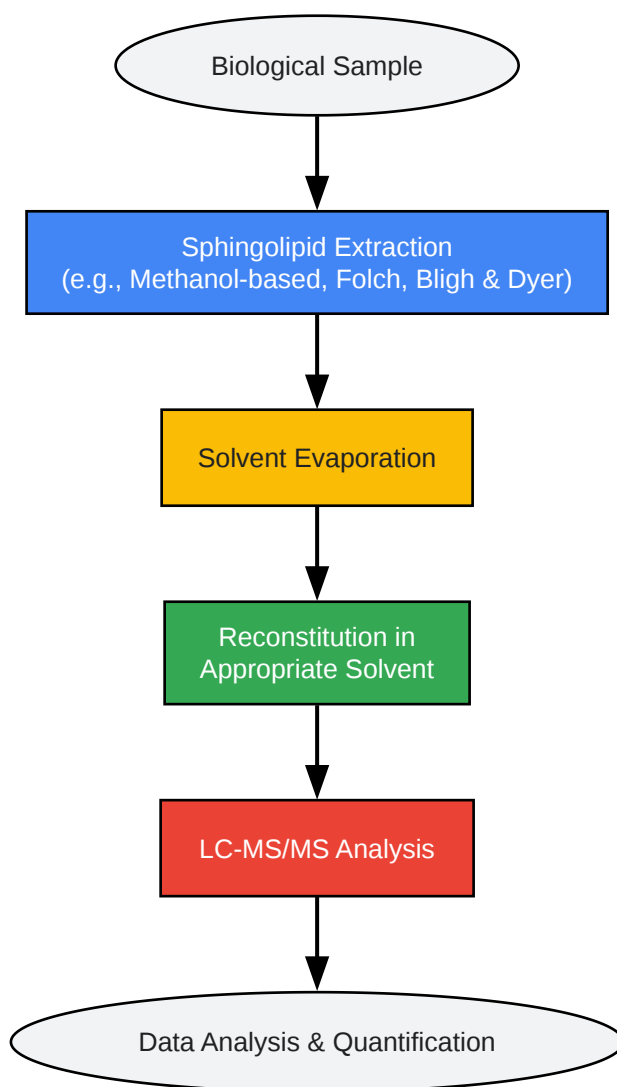 Biological Sample
Sphingolipid Extraction
(e.g., Methanol-based, Folch, Bligh & Dyer)
Solvent Evaporation
Reconstitution in
Appropriate Solvent
LC-MS/MS Analysis
Data Analysis & Quantification